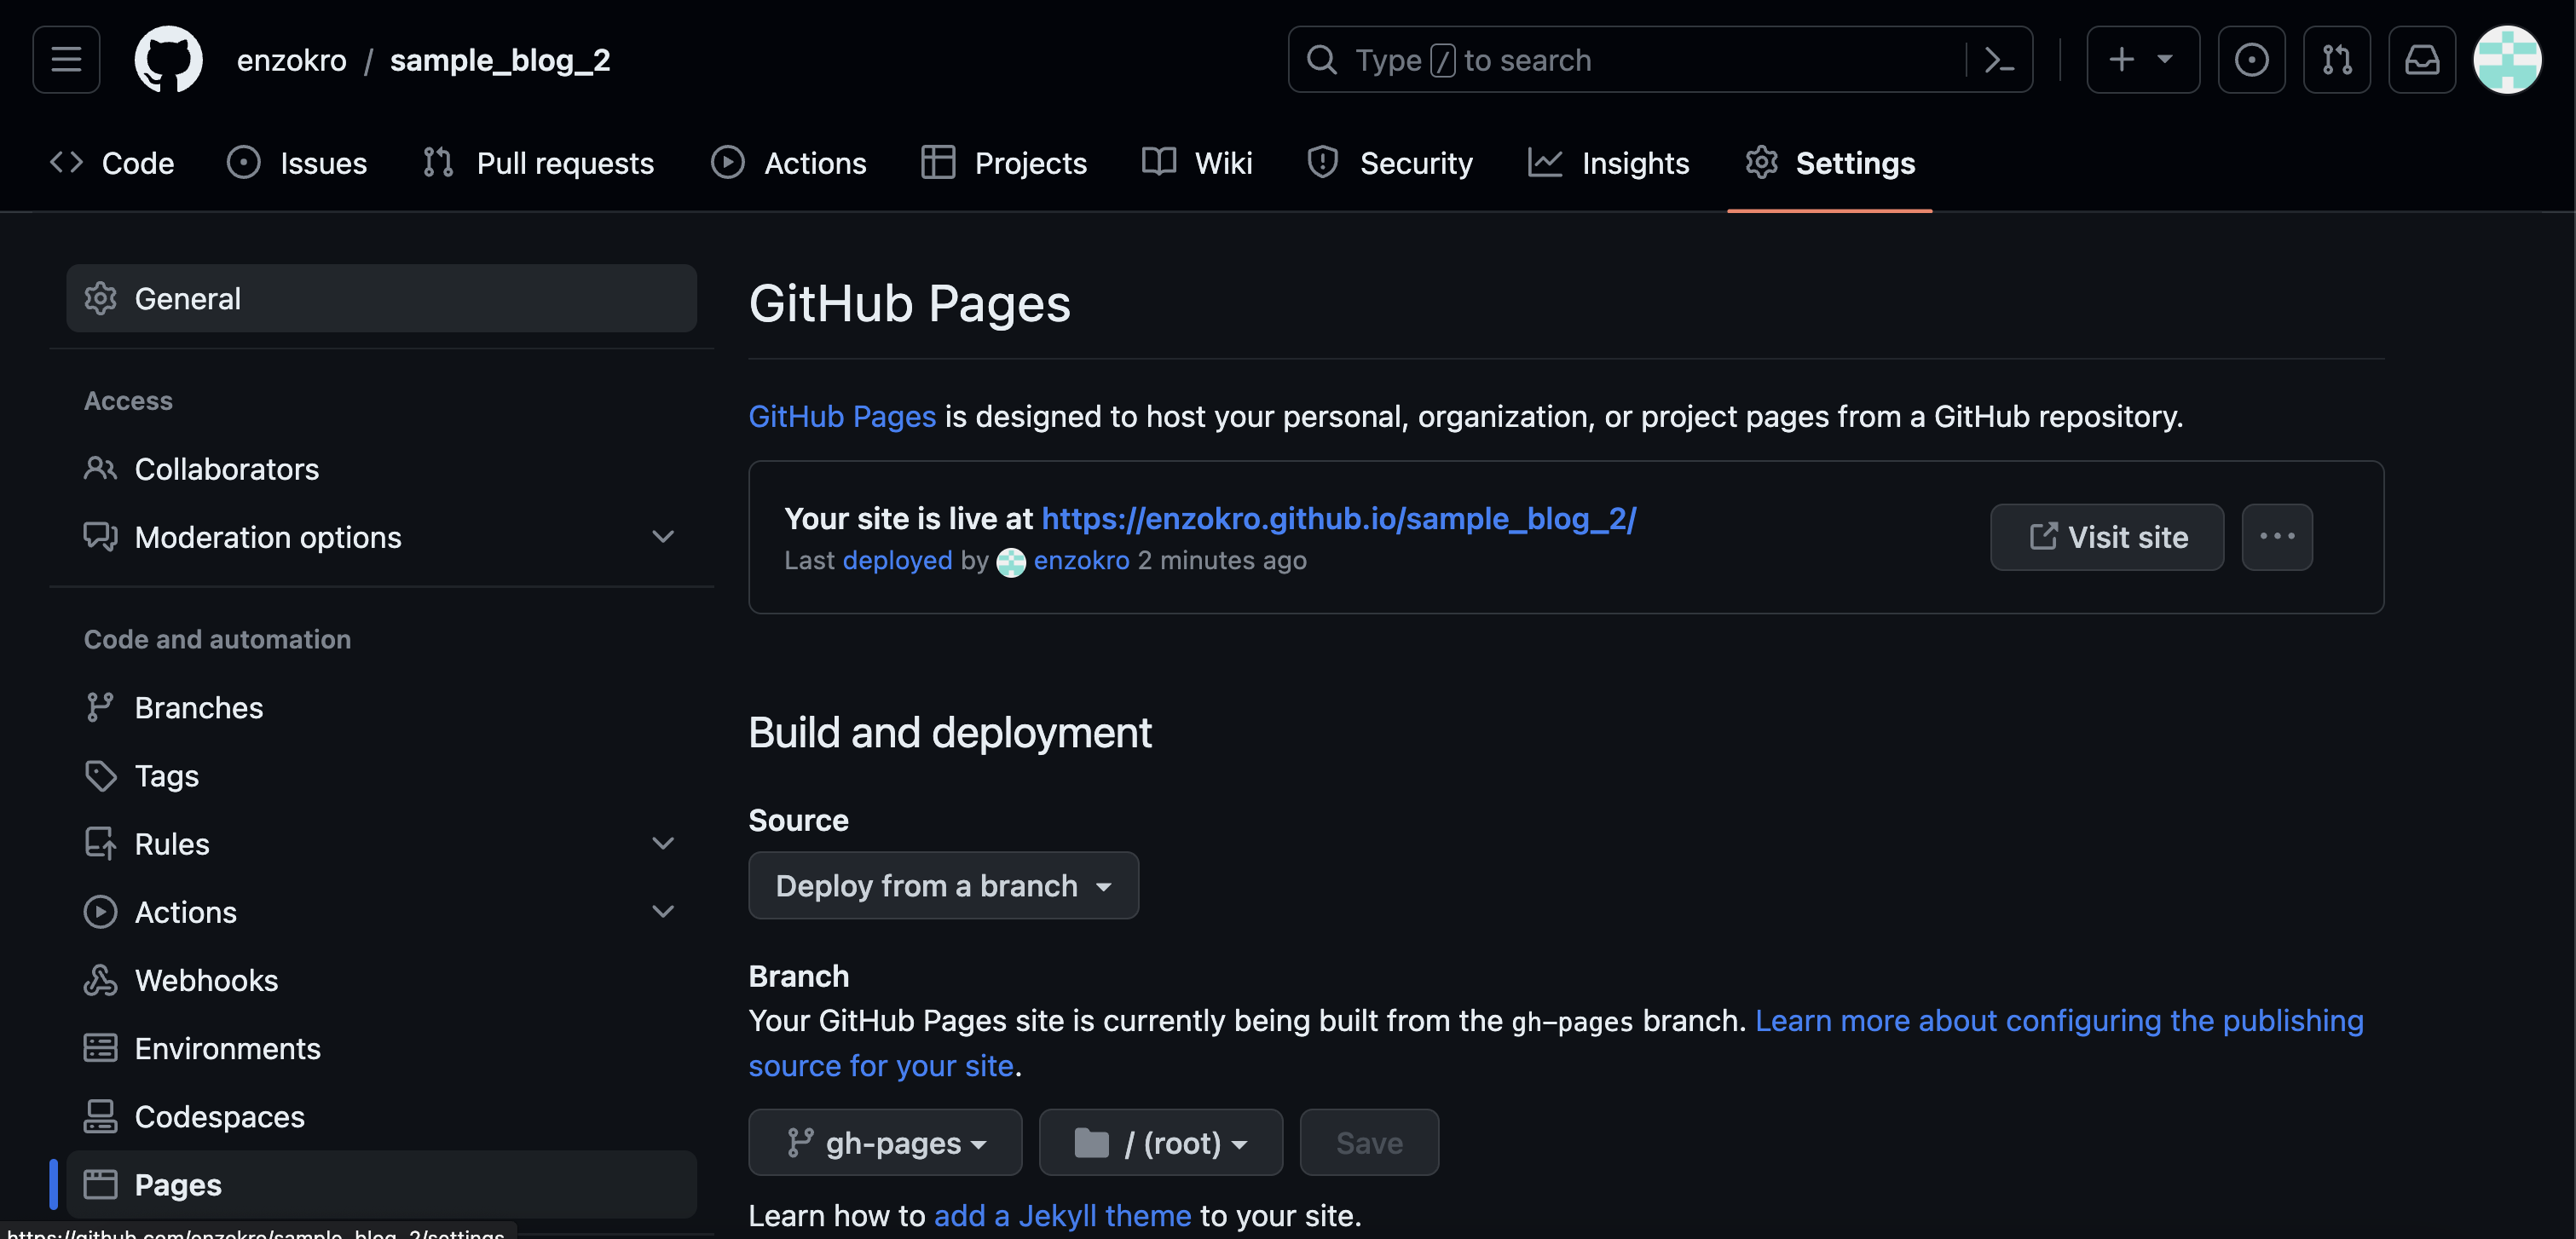 enzokro / sample_blog_2
Type / to search
Code
Issues
Pull requests
Actions
Projects
Wiki
Security
Insights
Settings
General
Access
Collaborators
Moderation options
Code and automation
Branches
Tags
Rules
Actions
Webhooks
Environments
Codespaces
Pages
GitHub Pages
GitHub Pages is designed to host your personal, organization, or project pages from a GitHub repository.
Your site is live at https://enzokro.github.io/sample_blog_2/
Last deployed by enzokro 2 minutes ago
Visit site
Build and deployment
Source
Deploy from a branch
Branch
Your GitHub Pages site is currently being built from the gh-pages branch. Learn more about configuring the publishing
source for your site.
gh-pages
/ (root)
Save
Learn how to add a Jekyll theme to your site.
https://github.com/enzokro/sample_blog_2/settings